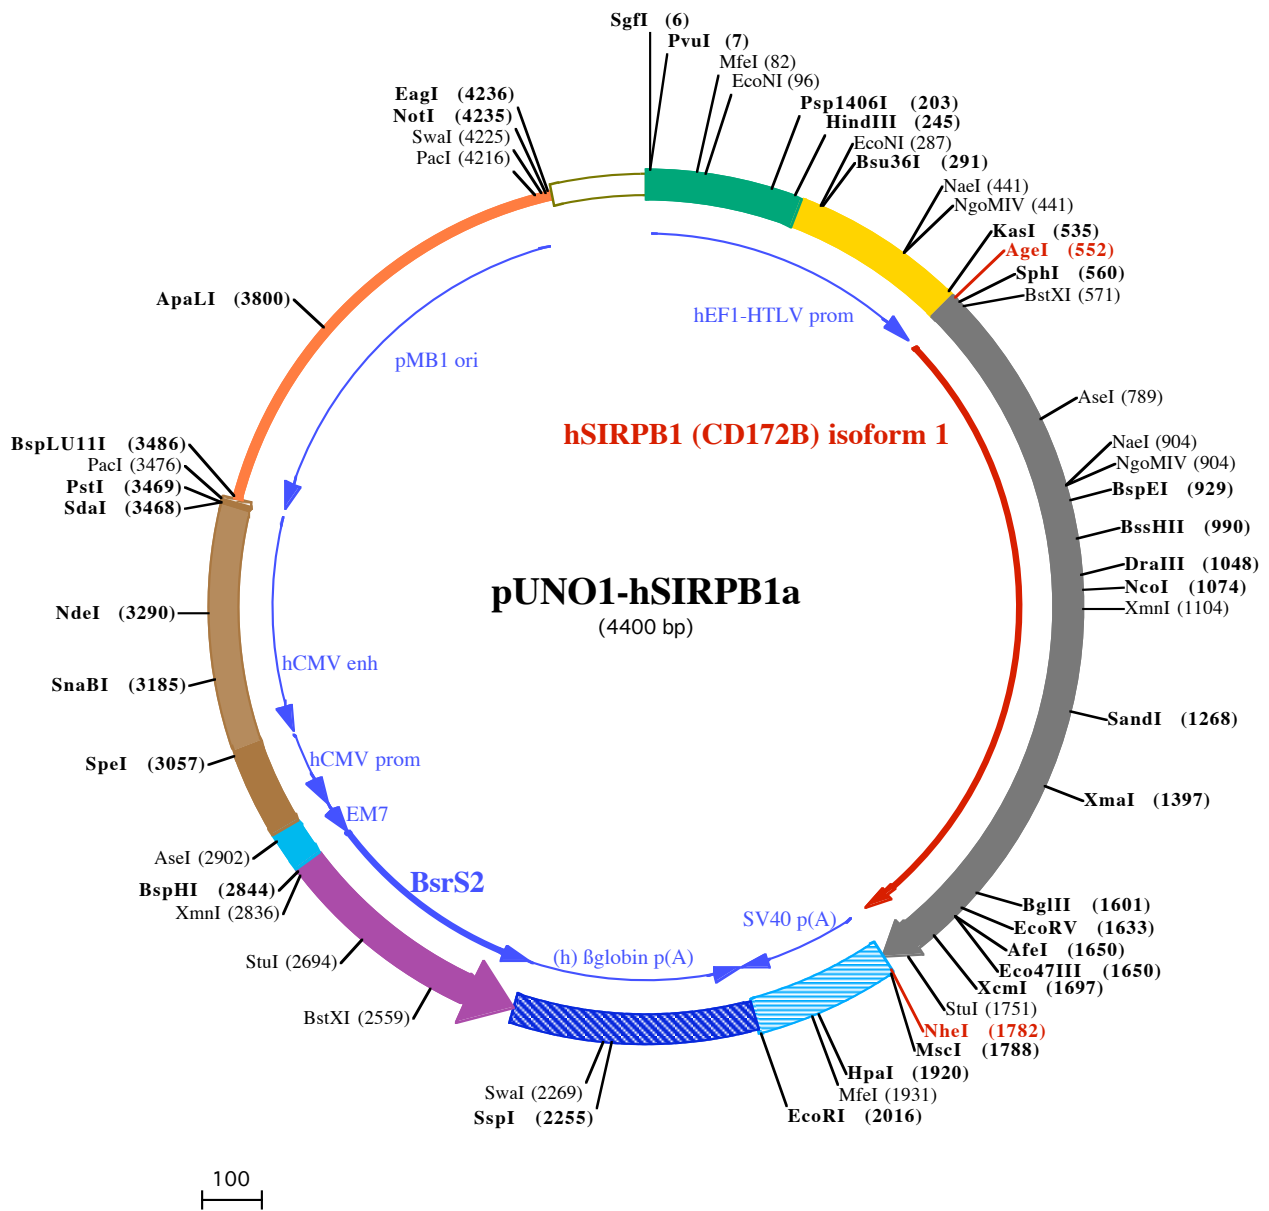 SgfI (6)
PvuI (7)
MfeI (82)
EcoNI (96)
Psp1406I (203)
HindIII (245)
EcoNI (287)
Bsu36I (291)
NaeI (441)
NgoMIV (441)
KasI (535)
AgeI (552)
SphI (560)
BstXI (571)
AseI (789)
NaeI (904)
NgoMIV (904)
BspEI (929)
BssHII (990)
DraIII (1048)
NcoI (1074)
XmnI (1104)
SandI (1268)
XmaI (1397)
BglII (1601)
EcoRV (1633)
AfeI (1650)
Eco47III (1650)
XcmI (1697)
StuI (1751)
NheI (1782)
MscI (1788)
HpaI (1920)
MfeI (1931)
EcoRI (2016)
SspI (2255)
SwaI (2269)
BstXI (2559)
StuI (2694)
XmnI (2836)
BspHI (2844)
AseI (2902)
SpeI (3057)
SnaBI (3185)
NdeI (3290)
SdaI (3468)
PstI (3469)
PacI (3476)
BspLU11I (3486)
ApaLI (3800)
PacI (4216)
SwaI (4225)
NotI (4235)
EagI (4236)
hEF1-HTLV prom
pMB1 ori
hSIRPB1 (CD172B) isoform 1
pUNO1-hSIRPB1a
(4400 bp)
hCMV enh
hCMV prom
EM7
BsrS2
(h) ßglobin p(A)
SV40 p(A)
100